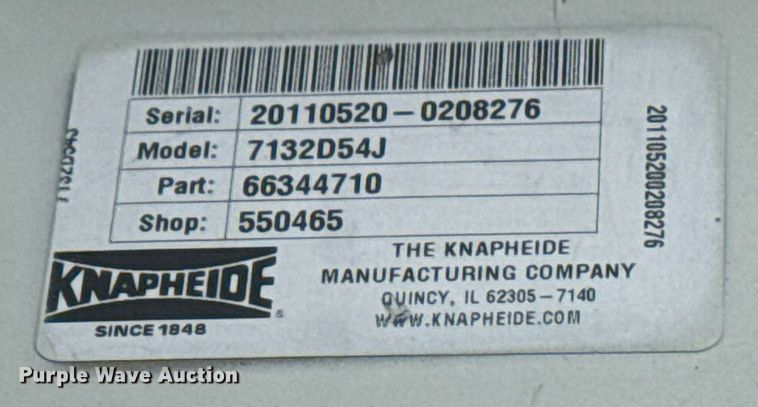 Serial: 20110520-0208276
Model: 7132D54J
Part: 66344710
Shop: 550465
7132D54J
201105200208276
KNAPHEIDE
SINCE 1848
THE KNAPHEIDE
MANUFACTURING COMPANY
QUINCY, IL 62305-7140
WWW.KNAPHEIDE.COM
Purple Wave Auction